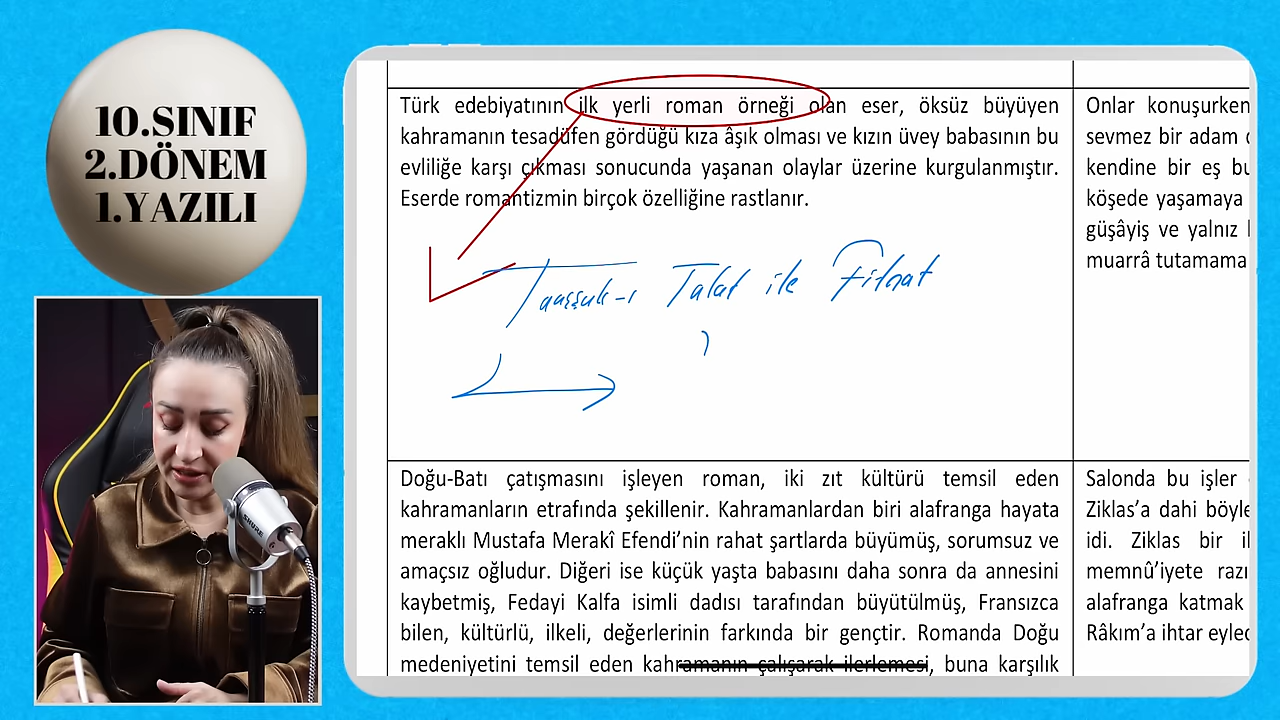 10.SINIF
2.DÖNEM
1.YAZILI
Türk edebiyatının ilk yerli roman örneği olan eser, öksüz büyüyen
kahramanın tesadüfen gördüğü kıza âşık olması ve kızın üvey babasının bu
evliliğe karşı çıkması sonucunda yaşanan olaylar üzerine kurgulanmıştır.
Eserde romantizmin birçok özelliğine rastlanır.
Taaşşuk-ı Talat ile Fitnat
Doğu-Batı çatışmasını işleyen roman, iki zıt kültürü temsil eden
kahramanların etrafında şekillenir. Kahramanlardan biri alafranga hayata
meraklı Mustafa Merakî Efendi’nin rahat şartlarda büyümüş, sorumsuz ve
amaçsız oğludur. Diğeri ise küçük yaşta babasını daha sonra da annesini
kaybetmiş, Fedayi Kalfa isimli dadısı tarafından büyütülmüş, Fransızca
bilen, kültürlü, ilkeli, değerlerinin farkında bir gençtir. Romanda Doğu
medeniyetini temsil eden kahramanın çalışarak ilerlemesi, buna karşılık
Onlar konuşurken
sevmez bir adam
kendine bir eş
köşede yaşamaya
güşâyiş ve yalnız
muarrâ tutamama
Salonda bu işler
Ziklas’a dahi böyle
idi. Ziklas bir
memnû’iyete razı
alafranga katmak
Râkım’a ihtar eyled
SHURE